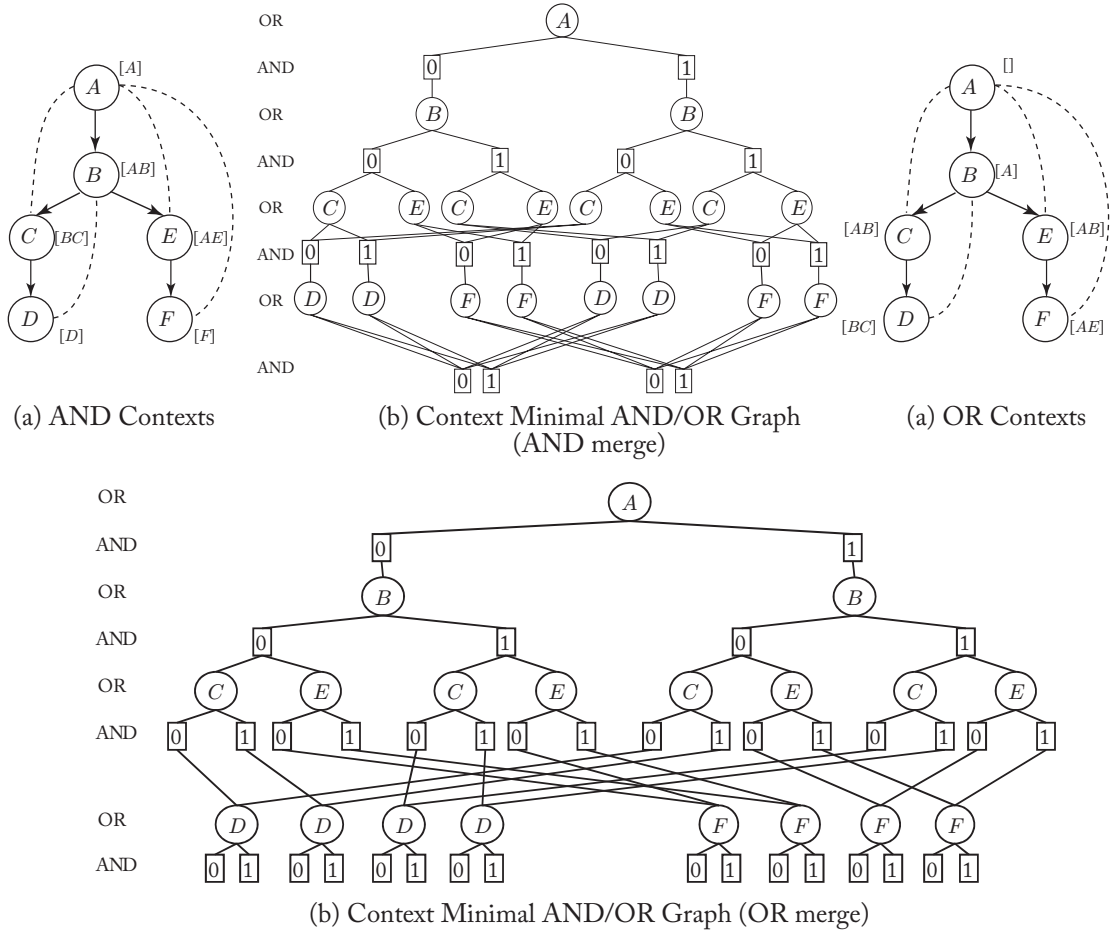 OR A
[A] A AND 0 1 [] A
OR B B
B [AB] AND 0 1 0 1 B [A]
C [BC] E [AE] OR C E C E C E C E [AB] C E [AB]
AND 0 1 0 1 0 1 0 1
D [D] F [F] OR D D F F D D F F [BC] D F [AE]
AND 0 1 0 1
(a) AND Contexts
(b) Context Minimal AND/OR Graph
(AND merge)
(a) OR Contexts
OR A
AND 0 1
OR B B
AND 0 1 0 1
OR C E C E C E C E
AND 0 1 0 1 0 1 0 1 0 1 0 1 0 1 0 1
OR D D D D F F F F
AND 0 1 0 1 0 1 0 1 0 1 0 1 0 1 0 1
(b) Context Minimal AND/OR Graph (OR merge)